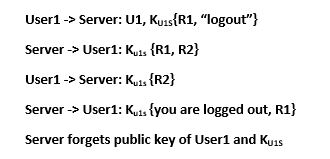 User1 -> Server: U1, KU1S{R1, “logout”}
Server -> User1: Ku1s {R1, R2}
User1 -> Server: Ku1s {R2}
Server -> User1: Ku1s {you are logged out, R1}
Server forgets public key of User1 and KU1S